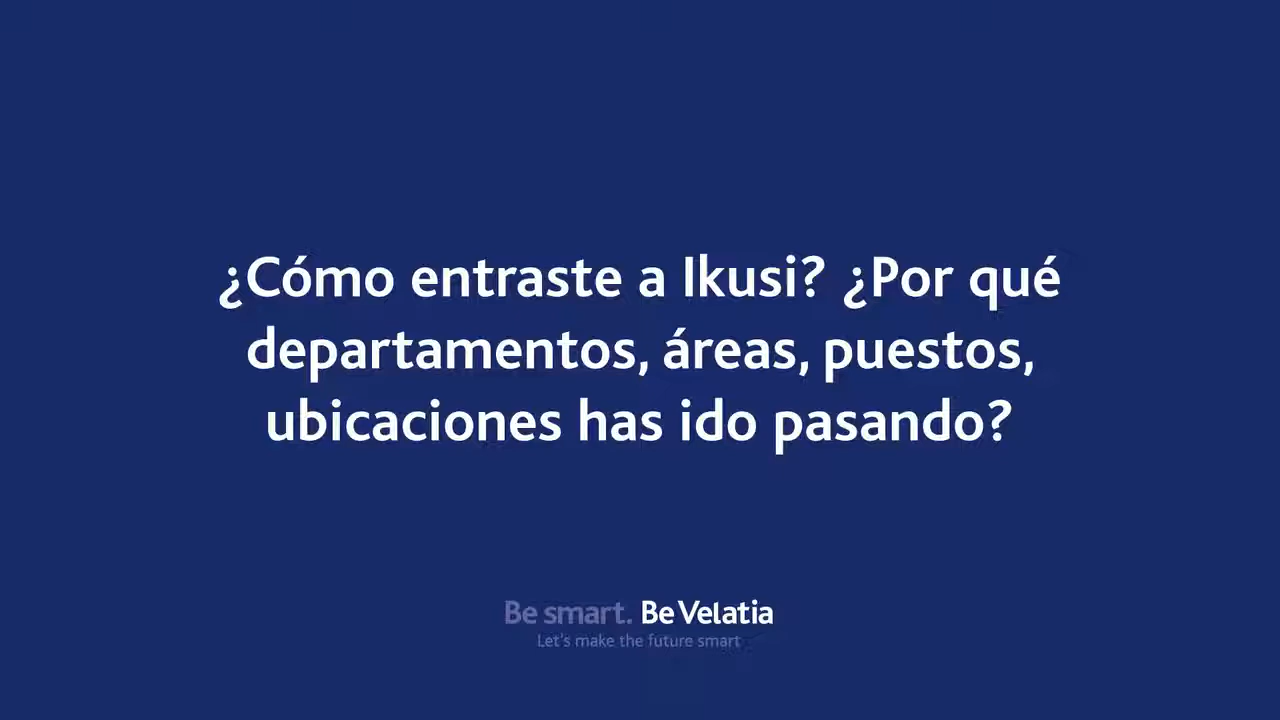 ¿Cómo entraste a Ikusi? ¿Por qué
departamentos, áreas, puestos,
ubicaciones has ido pasando?
Be smart. Be Velatia
Let's make the future smart